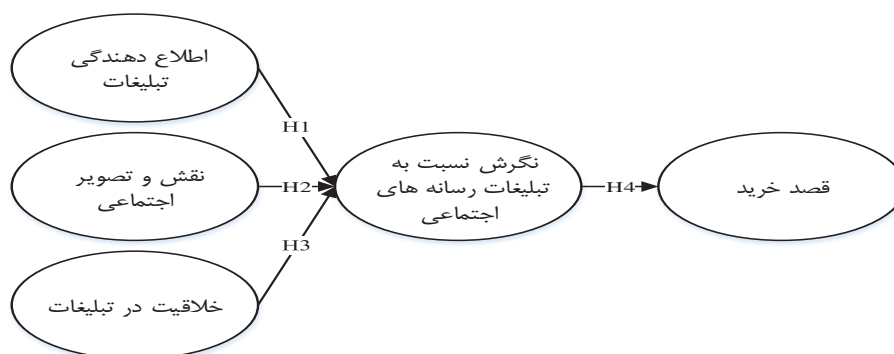 اطلاع دهندگی
تبلیغات
H1
نقش و تصویر
اجتماعی
H2
خلاقیت در تبلیغات
H3
نگرش نسبت به
تبلیغات رسانه های
اجتماعی
H4
قصد خرید